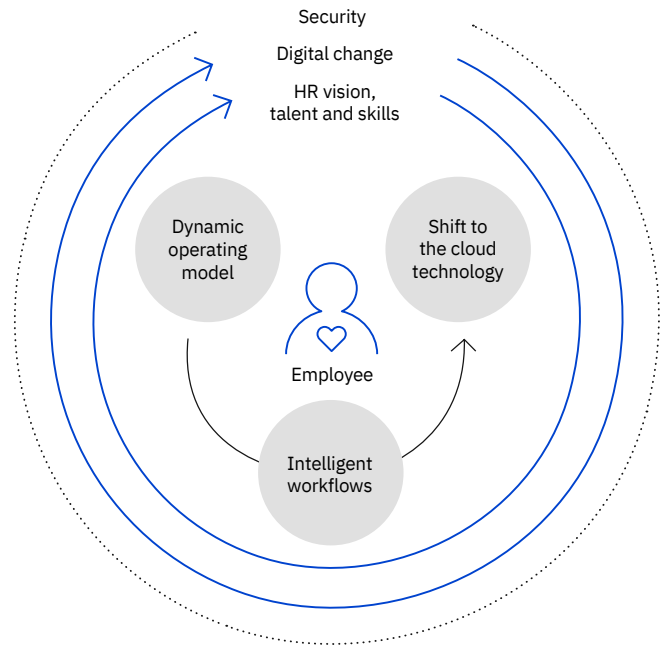 Security
Digital change
HR vision,
talent and skills
Dynamic
operating
model
Shift to
the cloud
technology
Employee
Intelligent
workflows